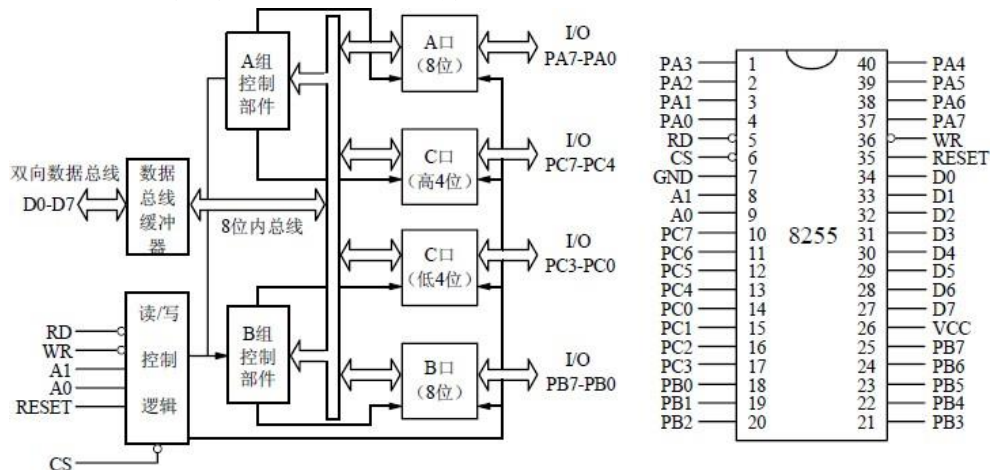 A组
控制
部件
A口
(8位)
I/O
PA7-PA0
C口
(高4位)
I/O
PC7-PC4
双向数据总线
D0-D7
数据
总线
缓冲
器
8位内总线
C口
(低4位)
I/O
PC3-PC0
RD
WR
A1
A0
RESET
CS
读/写
控制
逻辑
B组
控制
部件
B口
(8位)
I/O
PB7-PB0
8255
PA3 1 40 PA4
PA2 2 39 PA5
PA1 3 38 PA6
PA0 4 37 PA7
RD 5 36 WR
CS 6 35 RESET
GND 7 34 D0
A1 8 33 D1
A0 9 32 D2
PC7 10 31 D3
PC6 11 30 D4
PC5 12 29 D5
PC4 13 28 D6
PC0 14 27 D7
PC1 15 26 VCC
PC2 16 25 PB7
PC3 17 24 PB6
PB0 18 23 PB5
PB1 19 22 PB4
PB2 20 21 PB3